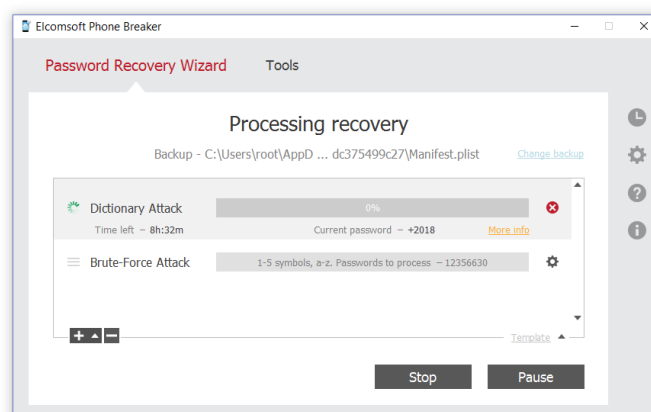 Elcomsoft Phone Breaker
Password Recovery Wizard Tools
Processing recovery
Backup - C:\Users\root\AppD ... dc375499c27\Manifest.plist Change backup
Dictionary Attack 0%
Time left – 8h:32m Current password – +2018 More info
Brute-Force Attack 1-5 symbols, a-z. Passwords to process – 12356630
Template
Stop Pause